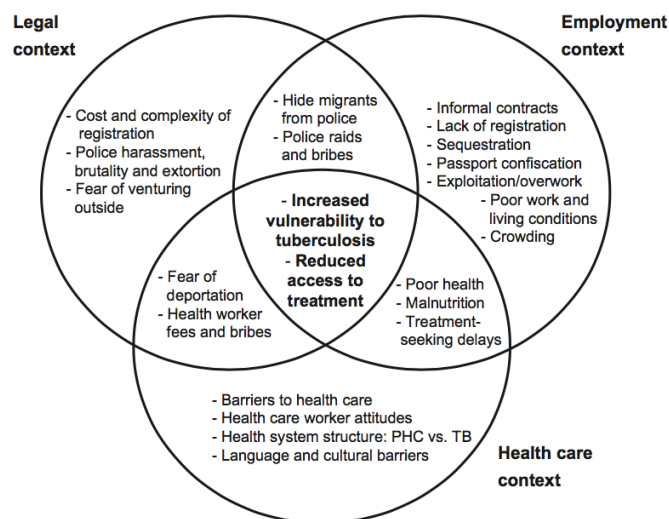 Legal
context
Employment
context
- Cost and complexity of
registration
- Police harassment,
brutality and extortion
- Fear of venturing
outside
- Hide migrants
from police
- Police raids
and bribes
- Informal contracts
- Lack of registration
- Sequestration
- Passport confiscation
- Exploitation/overwork
- Poor work and
living conditions
- Crowding
- Increased
vulnerability to
tuberculosis
- Reduced
access to
treatment
- Fear of
deportation
- Health worker
fees and bribes
- Poor health
- Malnutrition
- Treatment-
seeking delays
- Barriers to health care
- Health care worker attitudes
- Health system structure: PHC vs. TB
- Language and cultural barriers
Health care
context